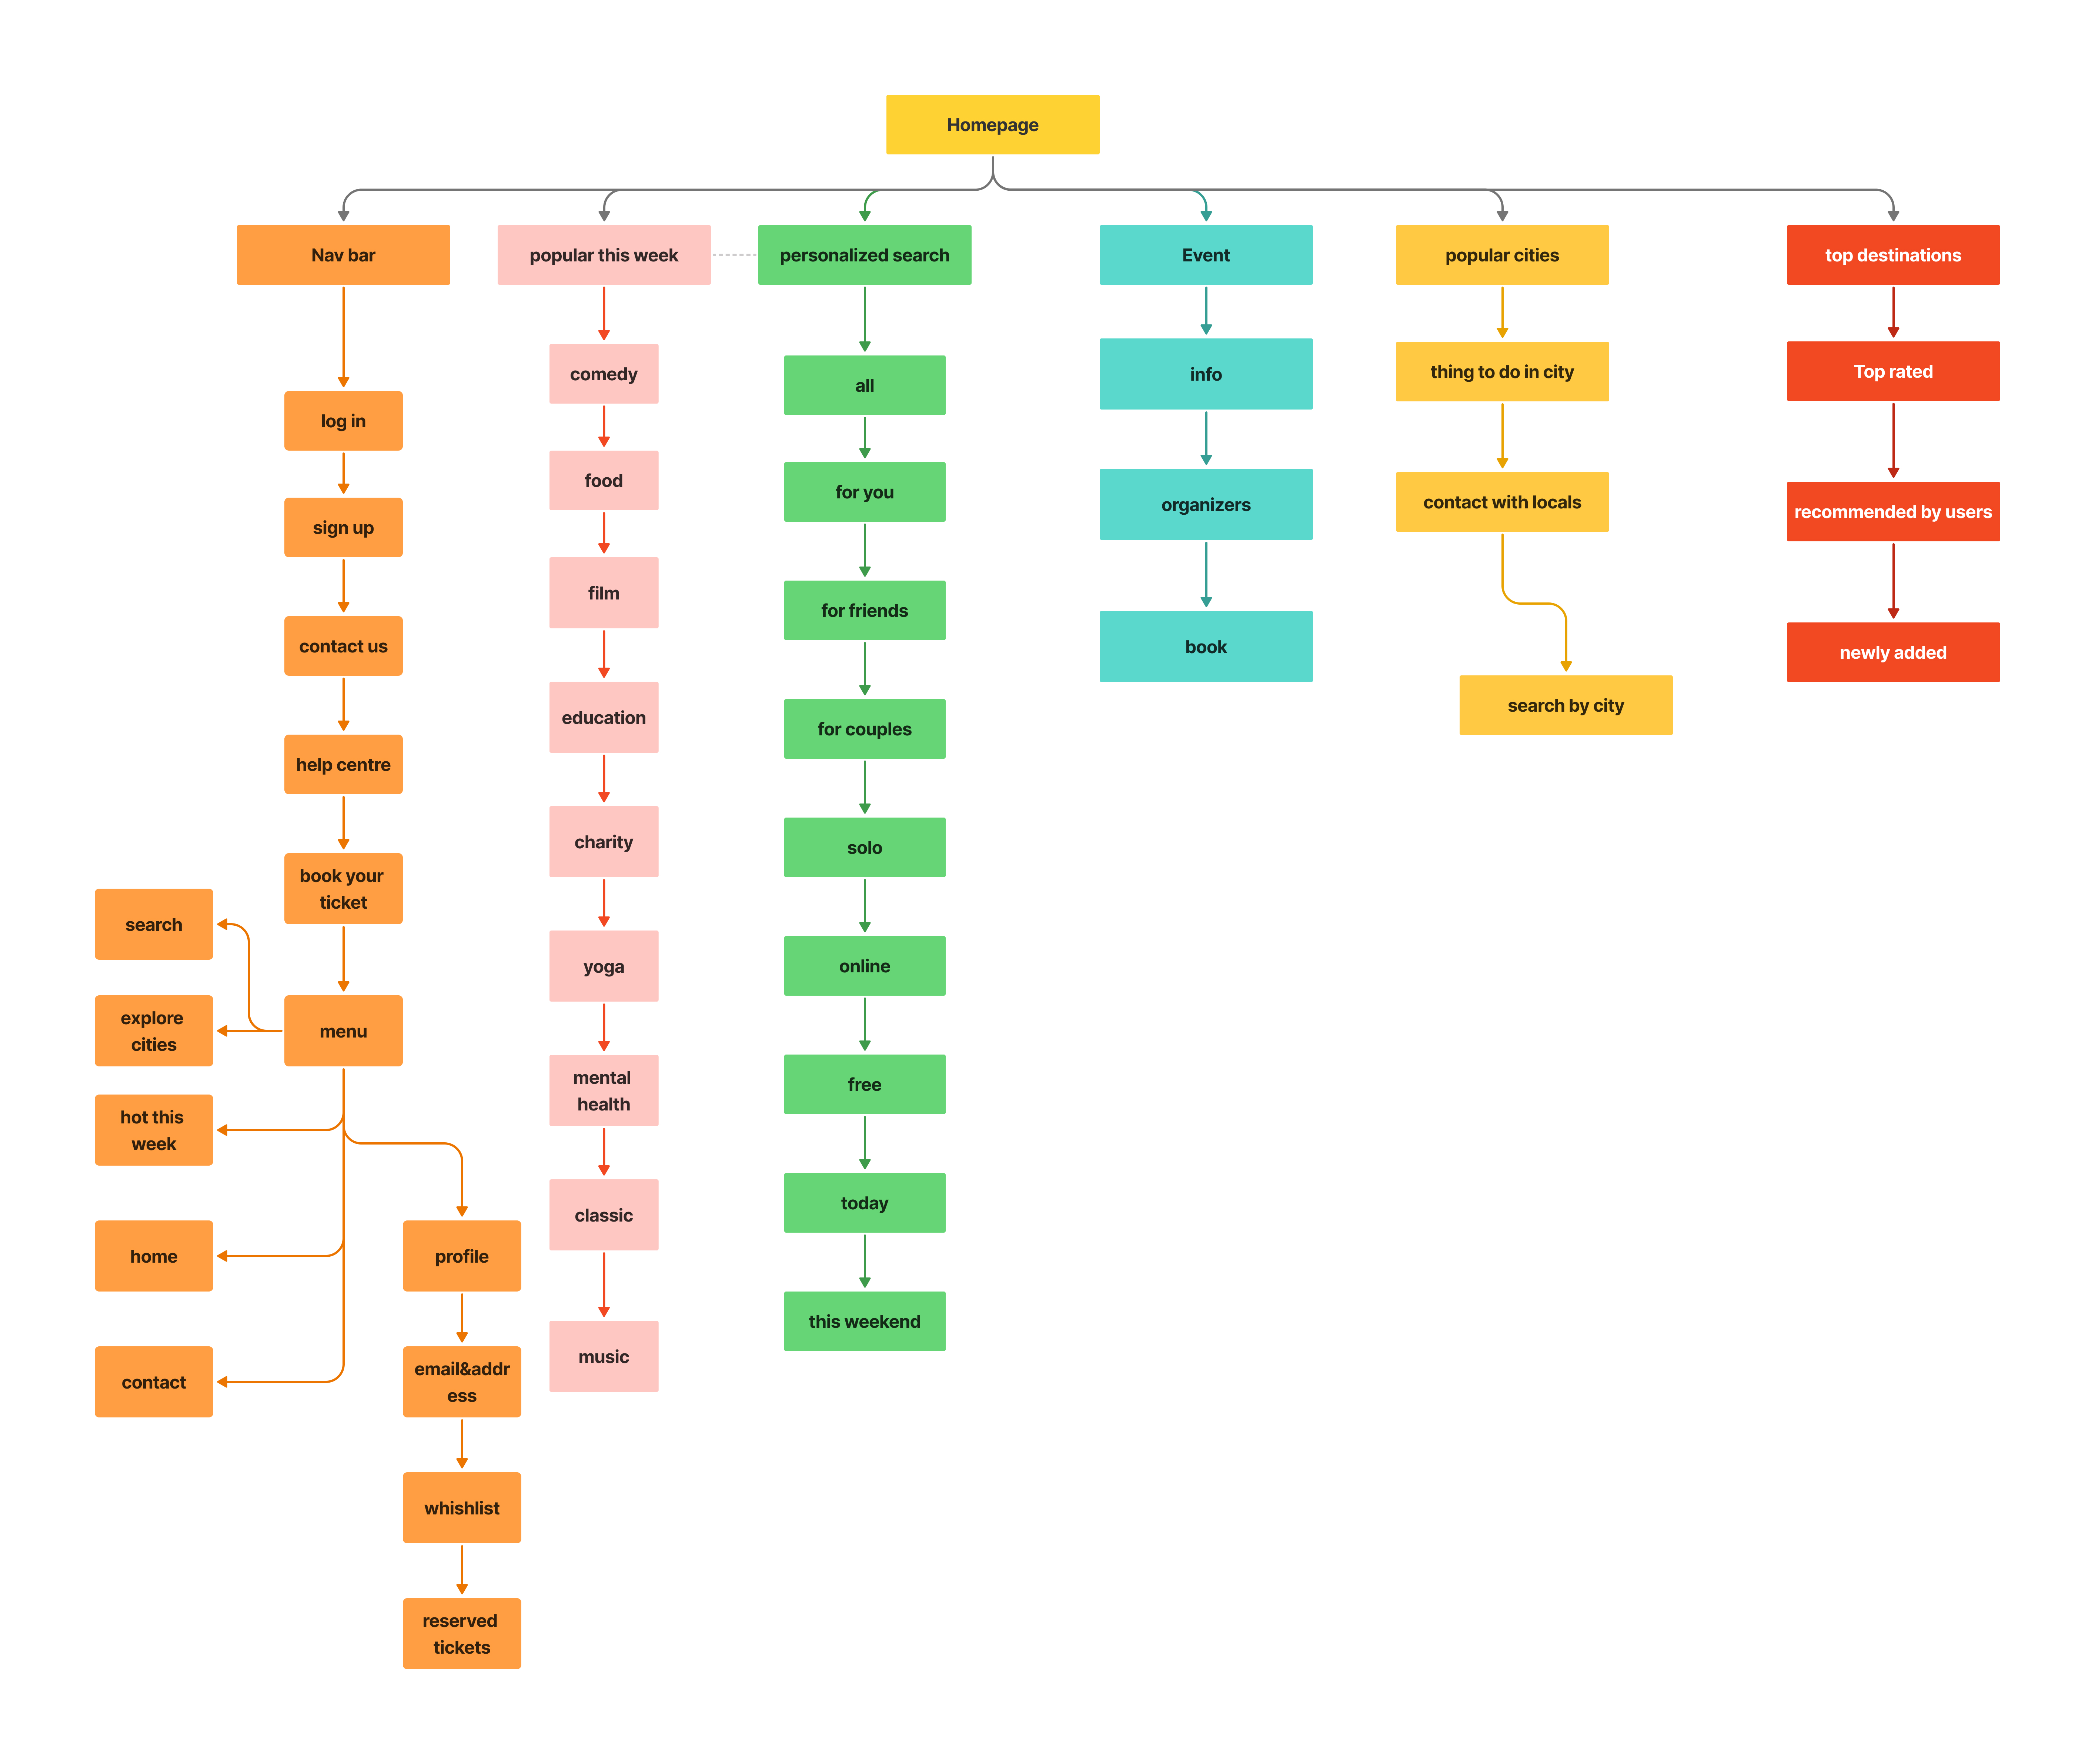 Homepage
Nav bar
popular this week
personalized search
Event
popular cities
top destinations
log in
sign up
contact us
help centre
book your
ticket
menu
search
explore
cities
hot this
week
home
contact
profile
email&addr
ess
whishlist
reserved
tickets
comedy
food
film
education
charity
yoga
mental
health
classic
music
all
for you
for friends
for couples
solo
online
free
today
this weekend
info
organizers
book
thing to do in city
contact with locals
search by city
Top rated
recommended by users
newly added